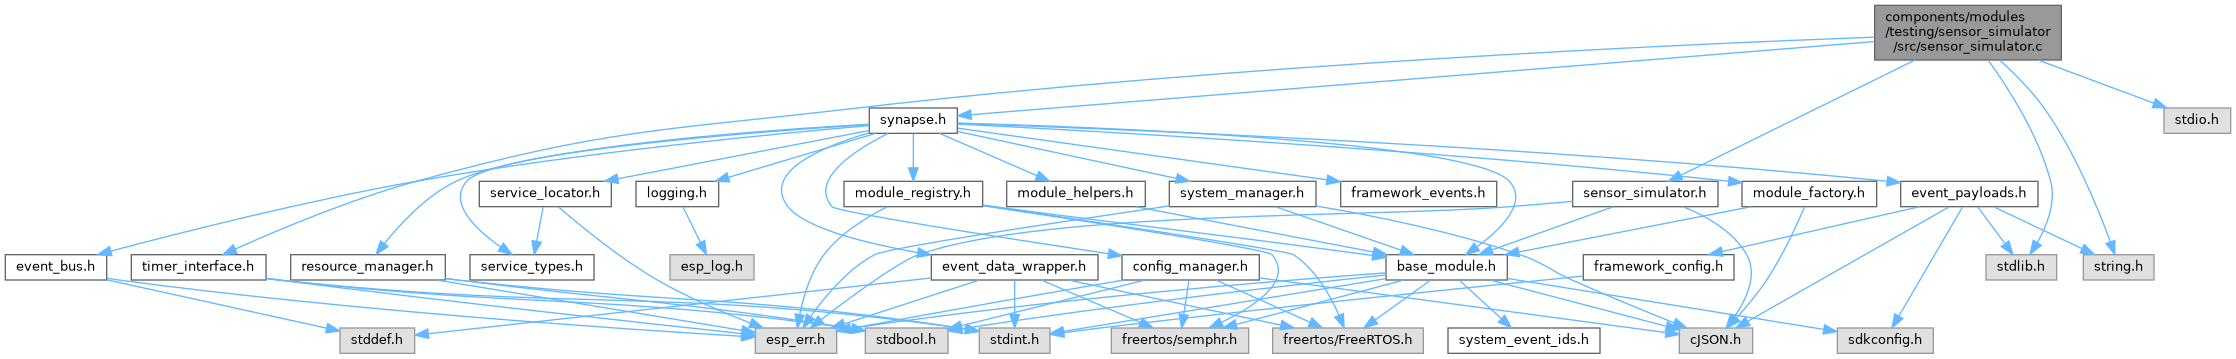 components/modules
/testing/sensor_simulator
/src/sensor_simulator.c
stdio.h
synapse.h
service_locator.h
logging.h
module_registry.h
module_helpers.h
system_manager.h
framework_events.h
sensor_simulator.h
module_factory.h
event_payloads.h
event_bus.h
timer_interface.h
resource_manager.h
service_types.h
esp_log.h
event_data_wrapper.h
config_manager.h
base_module.h
framework_config.h
stdlib.h
string.h
stddef.h
esp_err.h
stdbool.h
stdint.h
freertos/semphr.h
freertos/FreeRTOS.h
system_event_ids.h
cJSON.h
sdkconfig.h